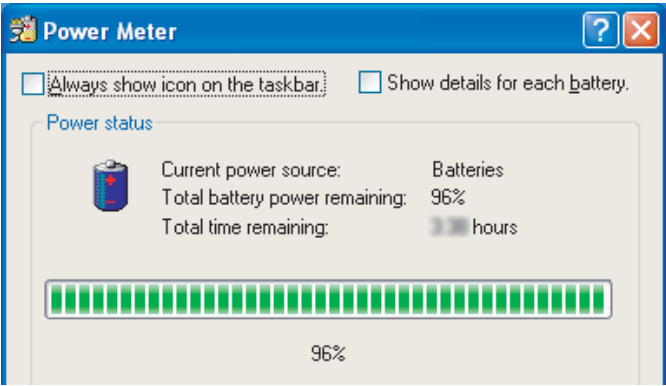 Power Meter
Always show icon on the taskbar. Show details for each battery.
Power status
Current power source: Batteries
Total battery power remaining: 96%
Total time remaining: hours
96%